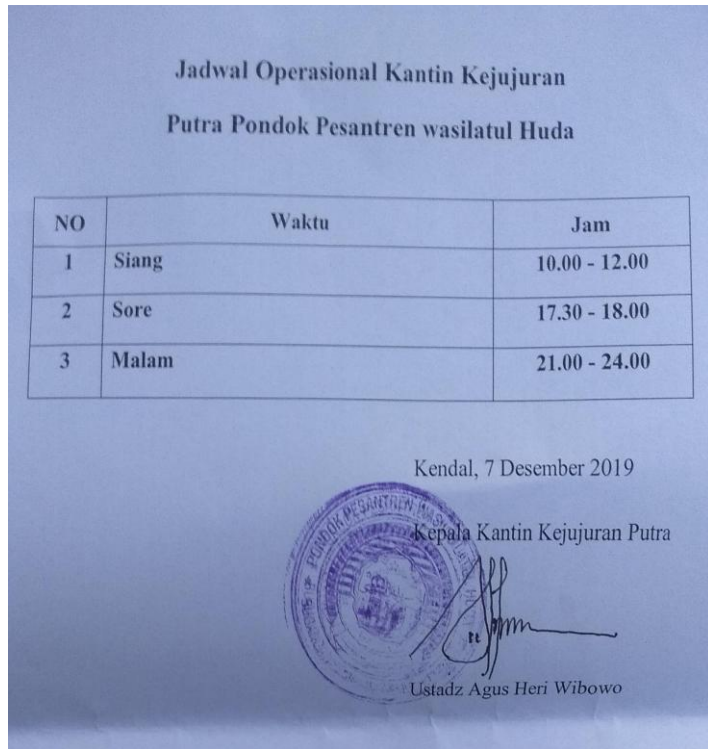 Jadwal Operasional Kantin Kejujuran
Putra Pondok Pesantren wasilatul Huda
NO Waktu Jam
1 Siang 10.00 - 12.00
2 Sore 17.30 - 18.00
3 Malam 21.00 - 24.00
Kendal, 7 Desember 2019
PONDOK PESANTREN
Kepala Kantin Kejujuran Putra
Ustadz Agus Heri Wibowo